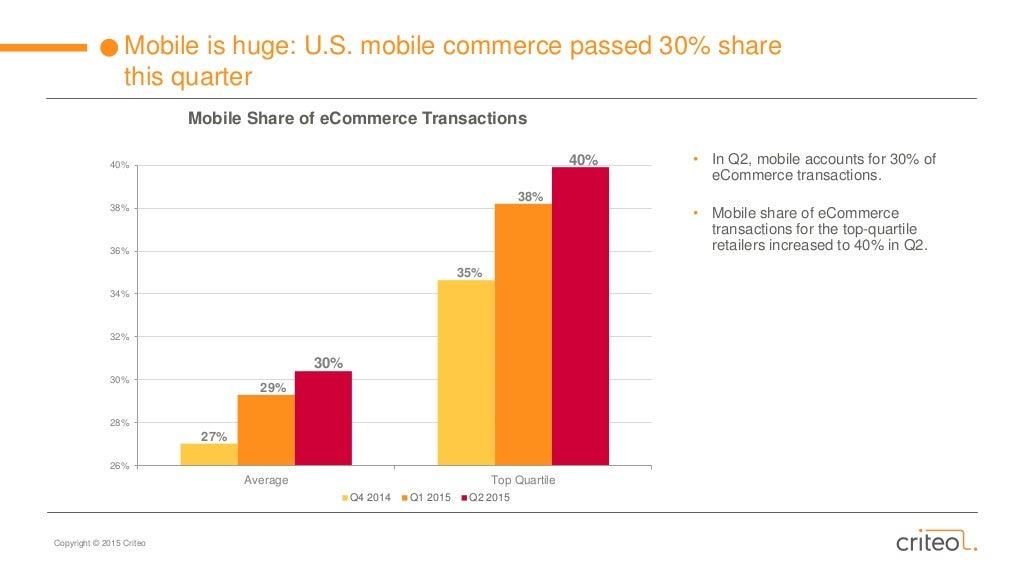 Mobile is huge: U.S. mobile commerce passed 30% share
this quarter
Mobile Share of eCommerce Transactions
40%
38%
36%
34%
32%
30%
28%
26%
27%
29%
30%
35%
38%
40%
Average
Top Quartile
Q4 2014 Q1 2015 Q2 2015
• In Q2, mobile accounts for 30% of
eCommerce transactions.
• Mobile share of eCommerce
transactions for the top-quartile
retailers increased to 40% in Q2.
Copyright © 2015 Criteo
criteo